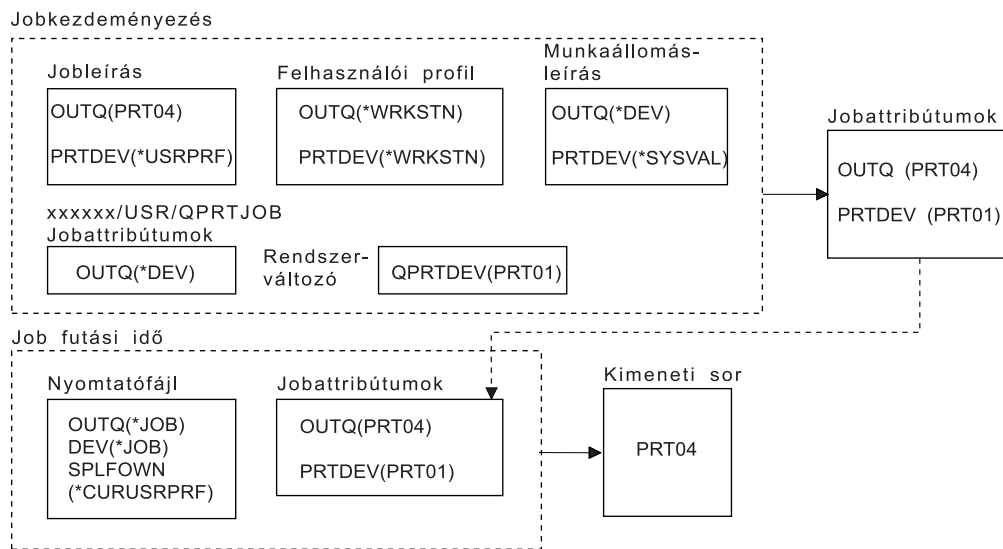 Jobkezdeményezés
Jobleírás
OUTQ(PRT04)
PRTDEV(*USRPRF)
Felhasználói profil
OUTQ(*WRKSTN)
PRTDEV(*WRKSTN)
Munkaállomás-
leírás
OUTQ(*DEV)
PRTDEV(*SYSVAL)
Jobattribútumok
OUTQ (PRT04)
PRTDEV (PRT01)
xxxxxx/USR/QPRTJOB
Jobattribútumok
OUTQ(*DEV)
Rendszer-
változó
QPRTDEV(PRT01)
Job futási idő
Nyomtatófájl
OUTQ(*JOB)
DEV(*JOB)
SPLFOWN
(*CURUSRPRF)
Jobattribútumok
OUTQ(PRT04)
PRTDEV(PRT01)
Kimeneti sor
PRT04